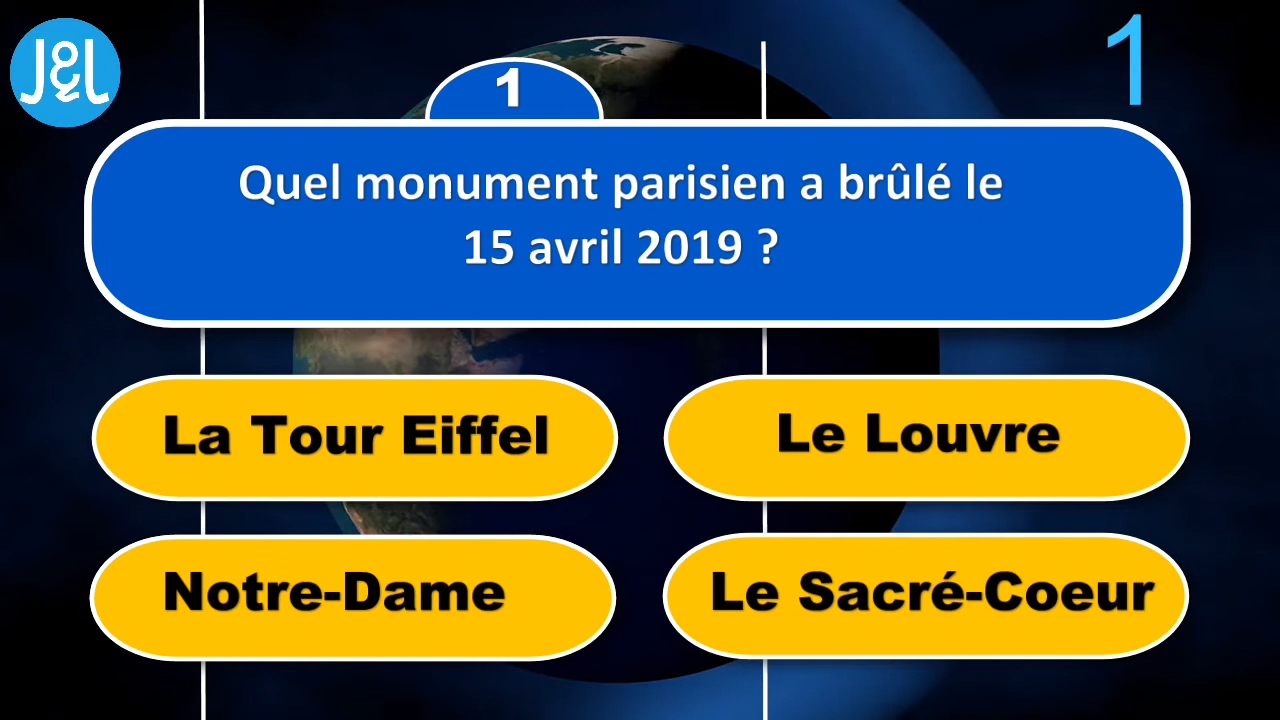 J&L
1
1
Quel monument parisien a brûlé le
15 avril 2019 ?
La Tour Eiffel
Le Louvre
Notre-Dame
Le Sacré-Coeur